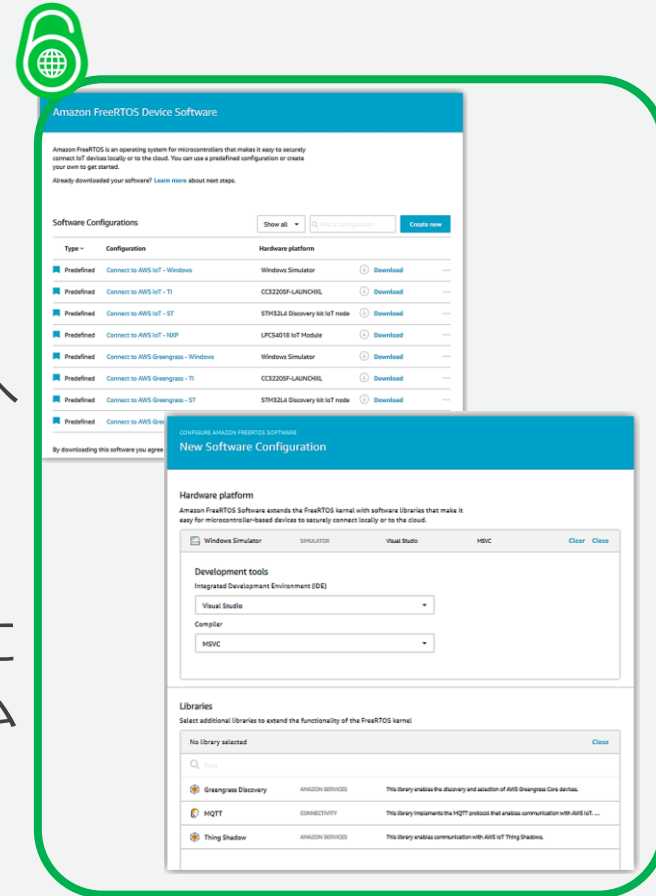 Amazon FreeRTOS Device Software
Amazon FreeRTOS is an operating system for microcontrollers that makes it easy to securely
connect IoT devices locally or to the cloud. You can use a predefined configuration or create
your own to get started.
Already downloaded your software? Learn more about next steps.
Software Configurations Show all Find a configuration Create new
Type Configuration Hardware platform
Predefined Connect to AWS IoT - Windows Windows Simulator Download
Predefined Connect to AWS IoT - TI CC3220SF-LAUNCHXL Download
Predefined Connect to AWS IoT - ST STM32L4 Discovery kit IoT node Download
Predefined Connect to AWS IoT - NXP LPC54018 IoT Module Download
Predefined Connect to AWS Greengrass - Windows Windows Simulator Download
Predefined Connect to AWS Greengrass - TI CC3220SF-LAUNCHXL Download
Predefined Connect to AWS Greengrass - ST STM32L4 Discovery kit IoT node Download
Predefined Connect to AWS Gree
By downloading this software you agree
へ
に
ム
CONFIGURE AMAZON FREERTOS SOFTWARE
New Software Configuration
Hardware platform
Amazon FreeRTOS Software extends the FreeRTOS kernel with software libraries that make it
easy for microcontroller-based devices to securely connect locally or to the cloud.
Windows Simulator SIMULATOR Visual Studio MSVC Clear Close
Development tools
Integrated Development Environment (IDE)
Visual Studio
Compiler
MSVC
Libraries
Select additional libraries to extend the functionality of the FreeRTOS kernel
No library selected Close
Find
Greengrass Discovery AMAZON SERVICES This library enables the discovery and selection of AWS Greengrass Core devices.
MQTT CONNECTIVITY This library implements the MQTT protocol that enables communication with AWS IoT. ...
Thing Shadow AMAZON SERVICES This library enables communication with AWS IoT Thing Shadows.